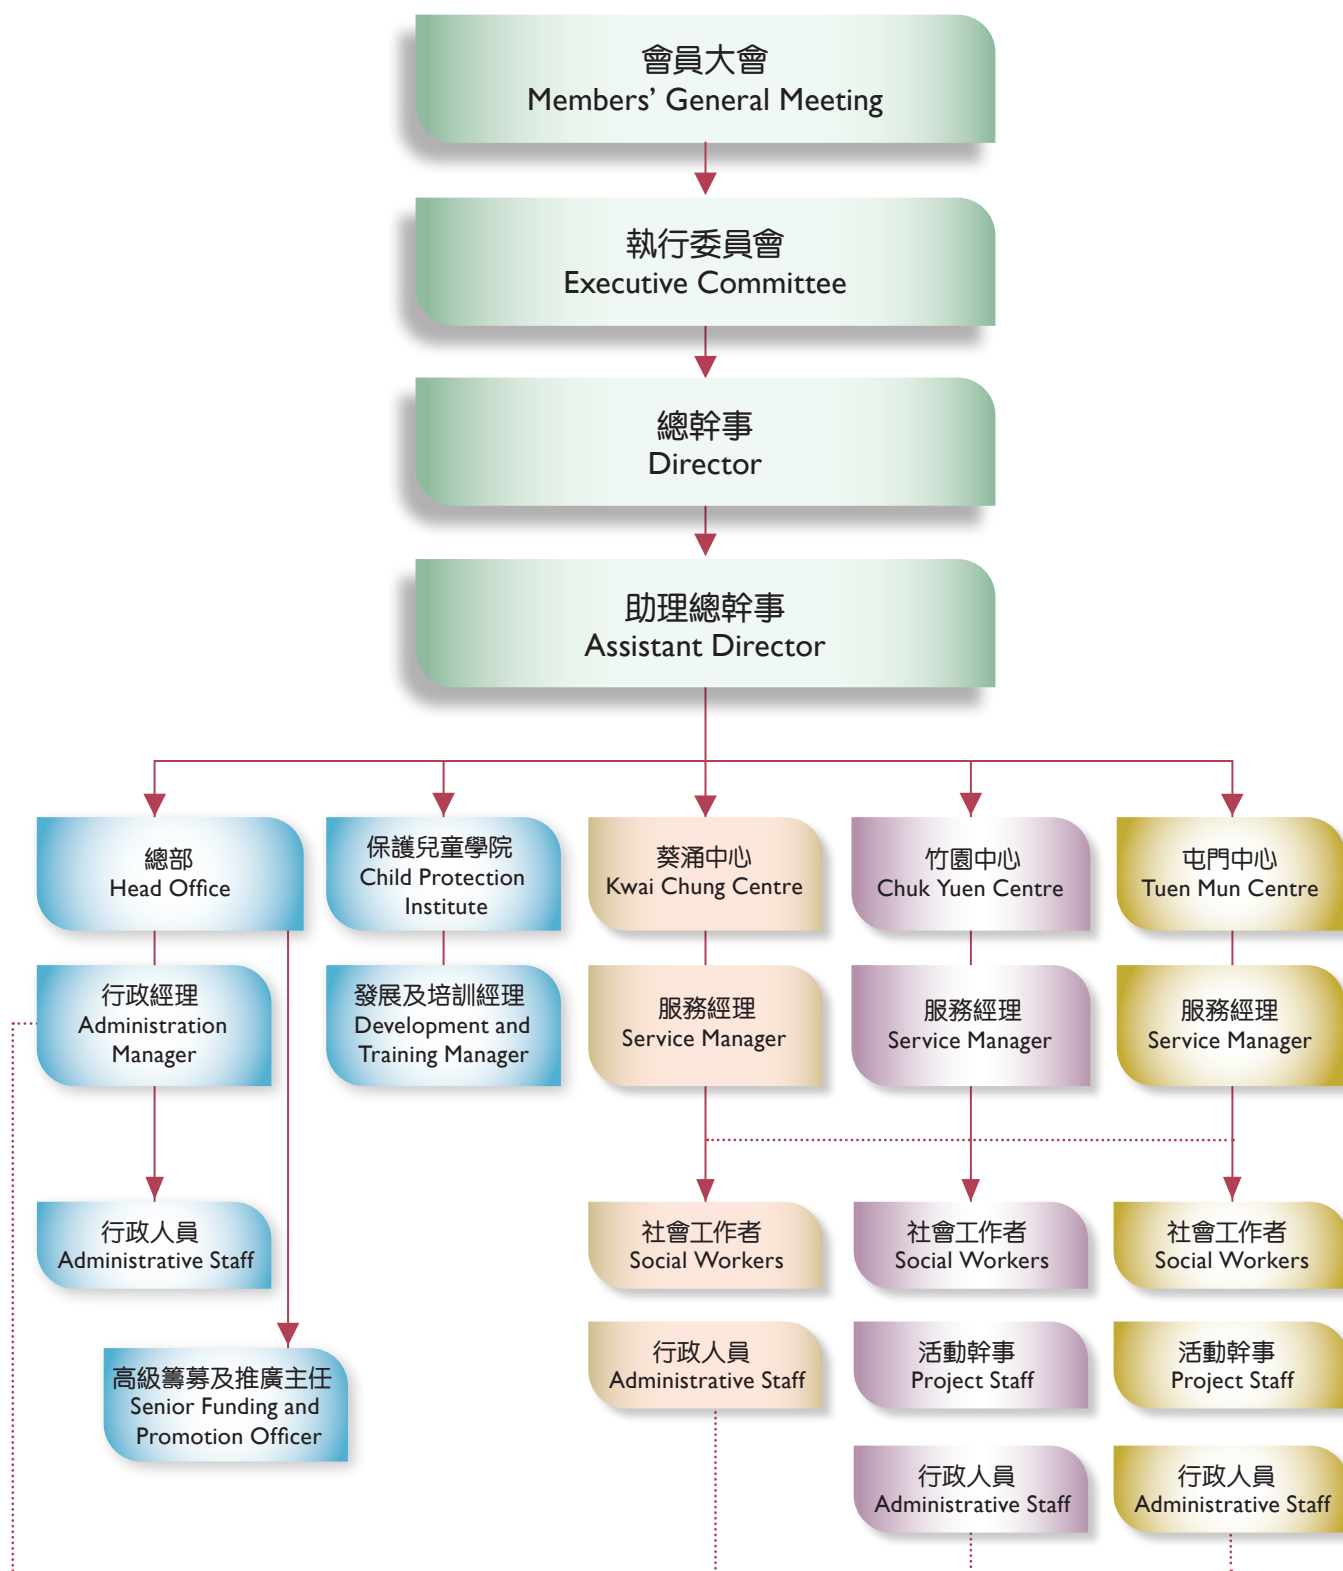 會員大會
Members’ General Meeting
執行委員會
Executive Committee
總幹事
Director
助理總幹事
Assistant Director
總部
Head Office
保護兒童學院
Child Protection
Institute
葵涌中心
Kwai Chung Centre
竹園中心
Chuk Yuen Centre
屯門中心
Tuen Mun Centre
行政經理
Administration
Manager
發展及培訓經理
Development and
Training Manager
服務經理
Service Manager
服務經理
Service Manager
服務經理
Service Manager
行政人員
Administrative Staff
社會工作者
Social Workers
社會工作者
Social Workers
社會工作者
Social Workers
高級籌募及推廣主任
Senior Funding and
Promotion Officer
行政人員
Administrative Staff
活動幹事
Project Staff
活動幹事
Project Staff
行政人員
Administrative Staff
行政人員
Administrative Staff